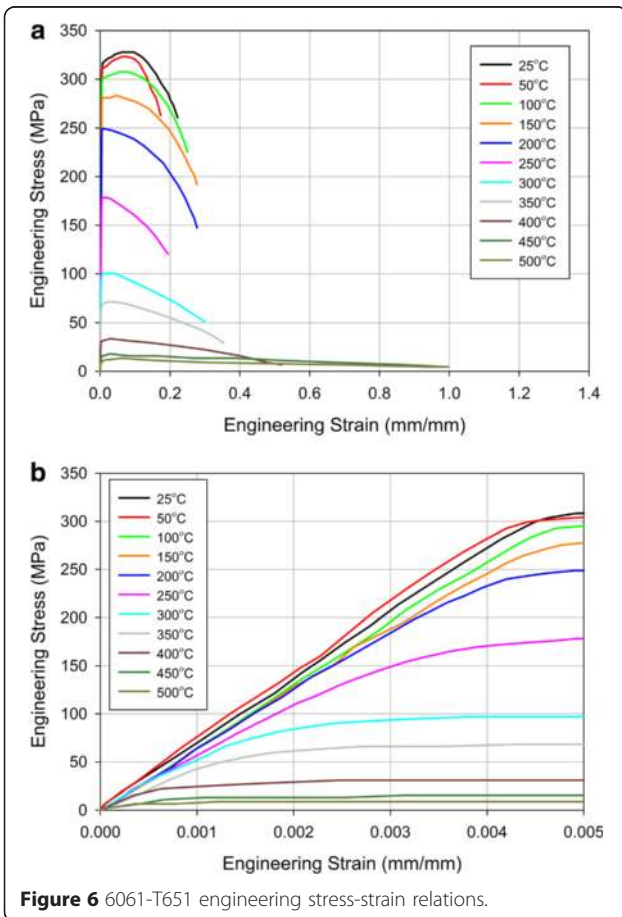 a
350
300
250
200
150
100
50
0
Engineering Stress (MPa)
25°C
50°C
100°C
150°C
200°C
250°C
300°C
350°C
400°C
450°C
500°C
0.0 0.2 0.4 0.6 0.8 1.0 1.2 1.4
Engineering Strain (mm/mm)
b
350
300
250
200
150
100
50
0
Engineering Stress (MPa)
25°C
50°C
100°C
150°C
200°C
250°C
300°C
350°C
400°C
450°C
500°C
0.000 0.001 0.002 0.003 0.004 0.005
Engineering Strain (mm/mm)
Figure 6 6061-T651 engineering stress-strain relations.